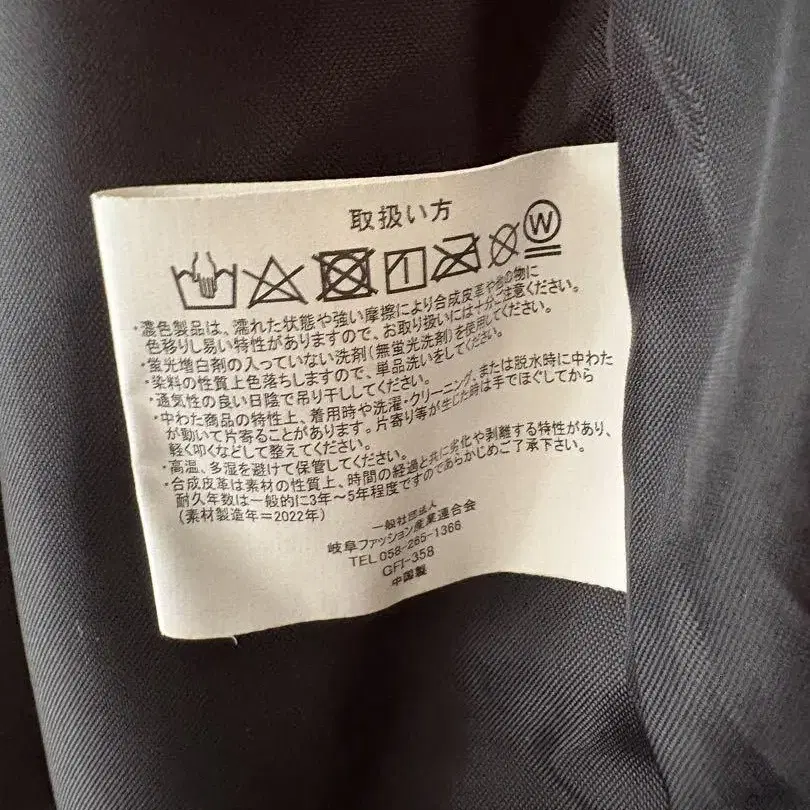 取扱い方
W
・濃色製品は、濡れた状態や強い摩擦により合成皮革や他の物に
色移りし易い特性がありますので、お取り扱いには十分ご注意ください。
・蛍光増白剤の入っていない洗剤(無蛍光洗剤)を使用してください。
・染料の性質上色落ちしますので、単品洗いをしてください。
・通気性の良い日陰で吊り干ししてください。
・中わた商品の特性上、着用時や洗濯・クリーニング、または脱水時に中わた
が動いて片寄ることがあります。片寄り等が生じた時は手でほぐしてから
軽く叩くなどして整えてください。
・高温、多湿を避けて保管してください。
・合成皮革は素材の性質上、時間の経過と共に劣化や剥離する特性があり、
耐久年数は一般的に3年~5年程度ですのであらかじめご了承下さい。
(素材製造年=2022年)
一般社団法人
岐阜ファッション産業連合会
TEL 058-265-1366
GFI-358
中国製